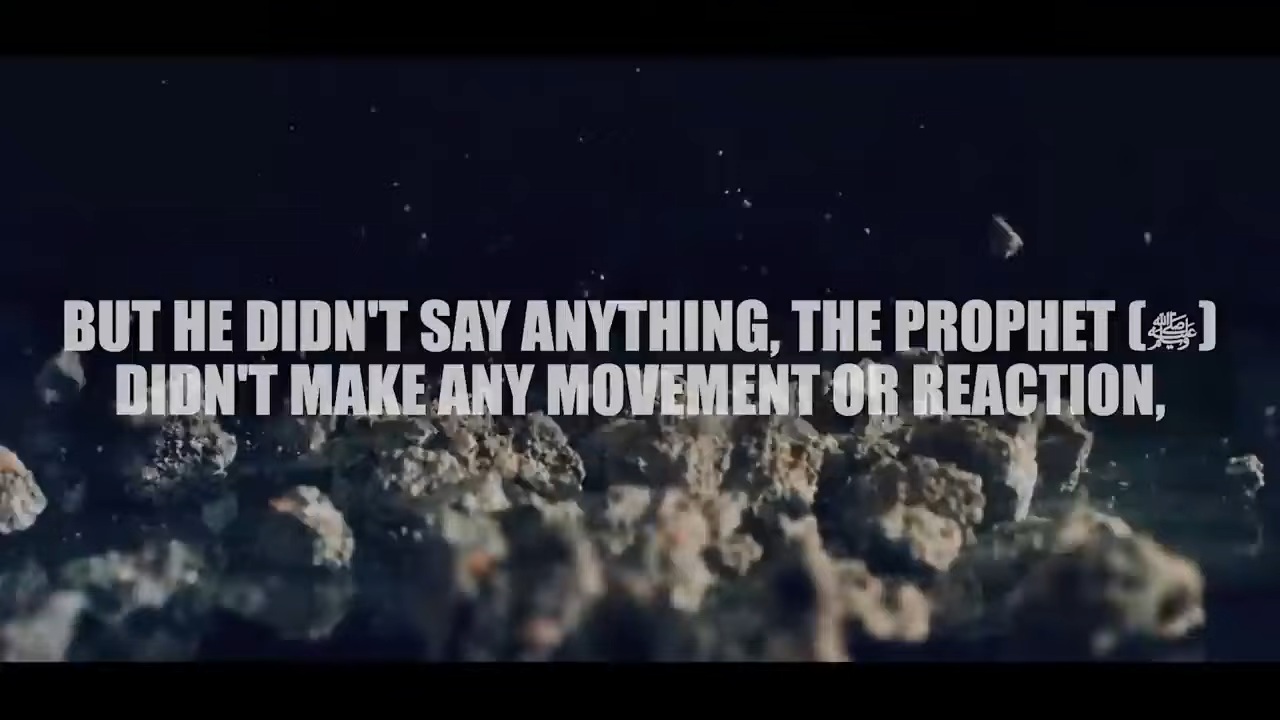 BUT HE DIDN'T SAY ANYTHING, THE PROPHET (ﷺ)
DIDN'T MAKE ANY MOVEMENT OR REACTION,